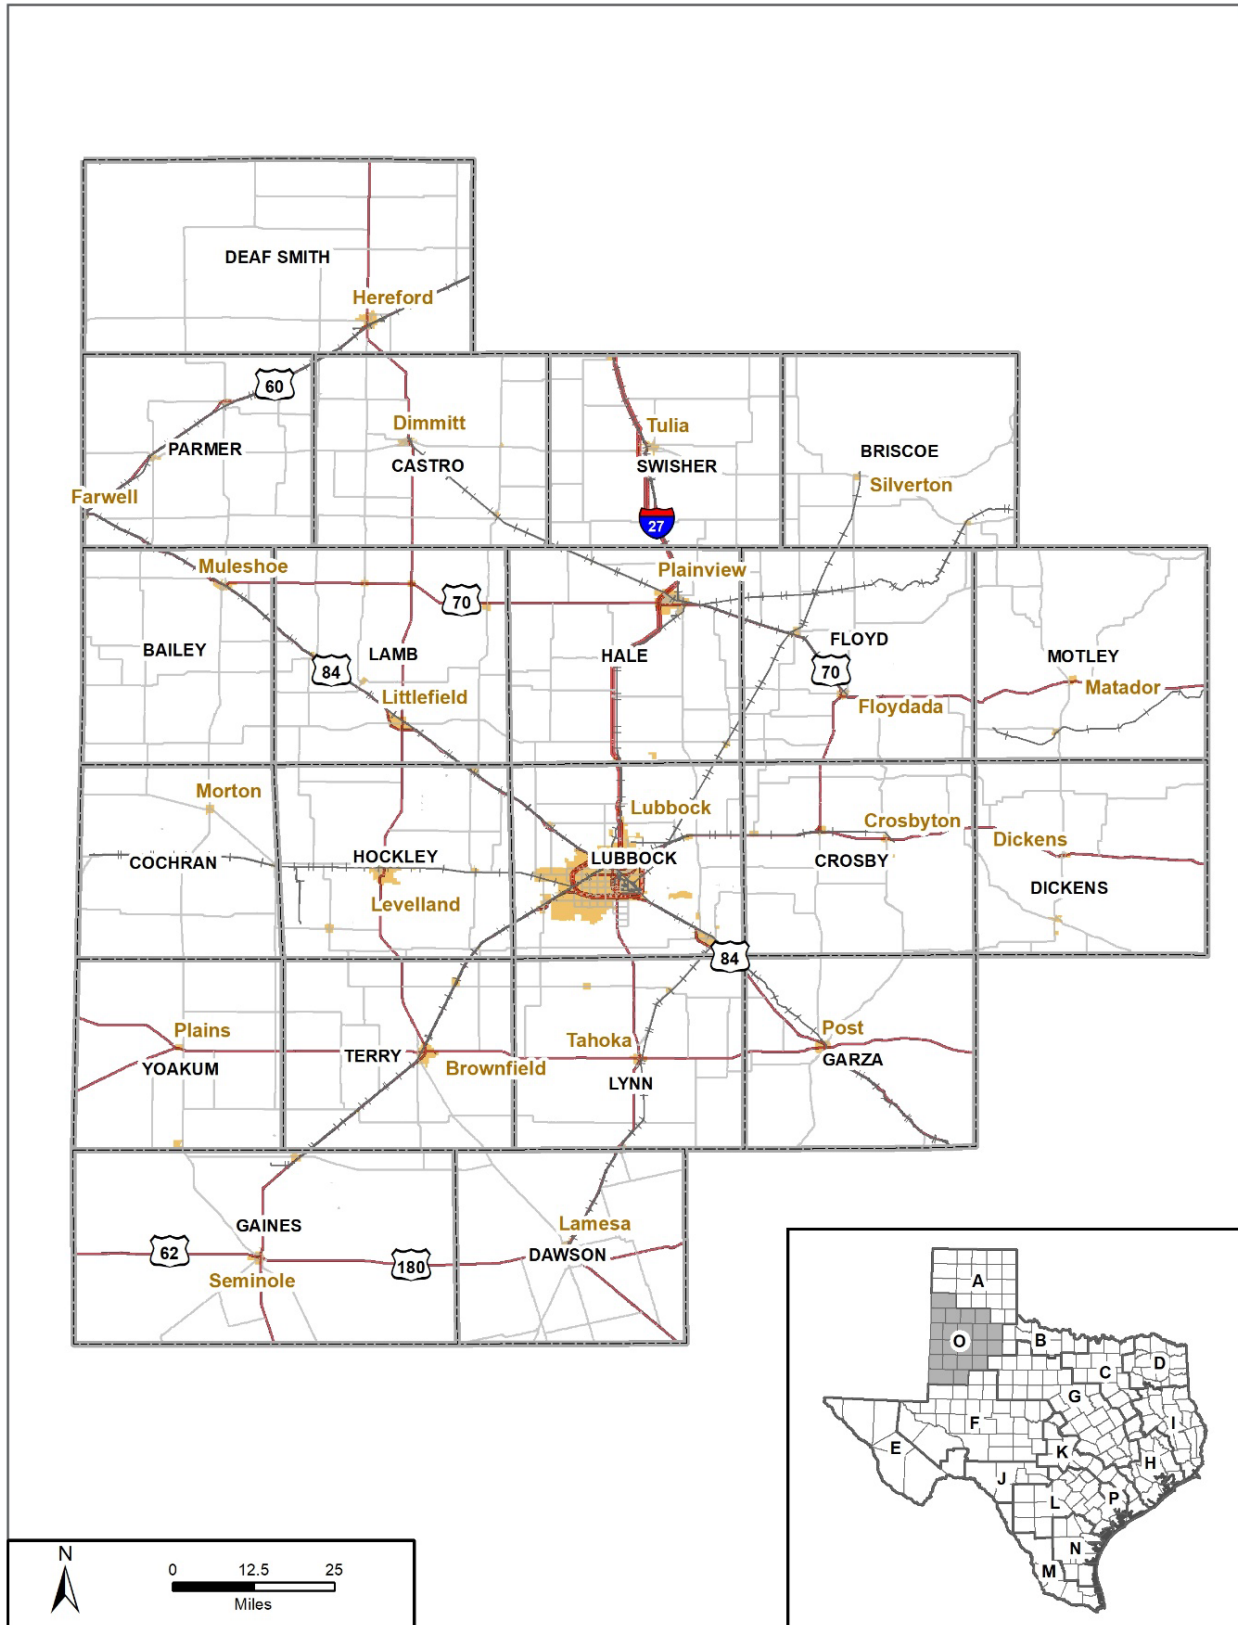 DEAF SMITH
Hereford
60
Dimmitt
Tulia
PARMER
CASTRO
SWISHER
BRISCOE
Silverton
Farwell
27
Muleshoe
Plainview
70
BAILEY
LAMB
HALE
FLOYD
MOTLEY
84
70
Littlefield
Floydada
Matador
Morton
Lubbock
Crosbyton
Dickens
COCHRAN
HOCKLEY
LUBBOCK
CROSBY
DICKENS
Levelland
84
Plains
Tahoka
Post
YOAKUM
TERRY
Brownfield
LYNN
GARZA
GAINES
Lamesa
62
180
DAWSON
Seminole
A
O
B
C
D
G
F
I
E
K
H
J
L
P
N
M
N
0 12.5 25
Miles